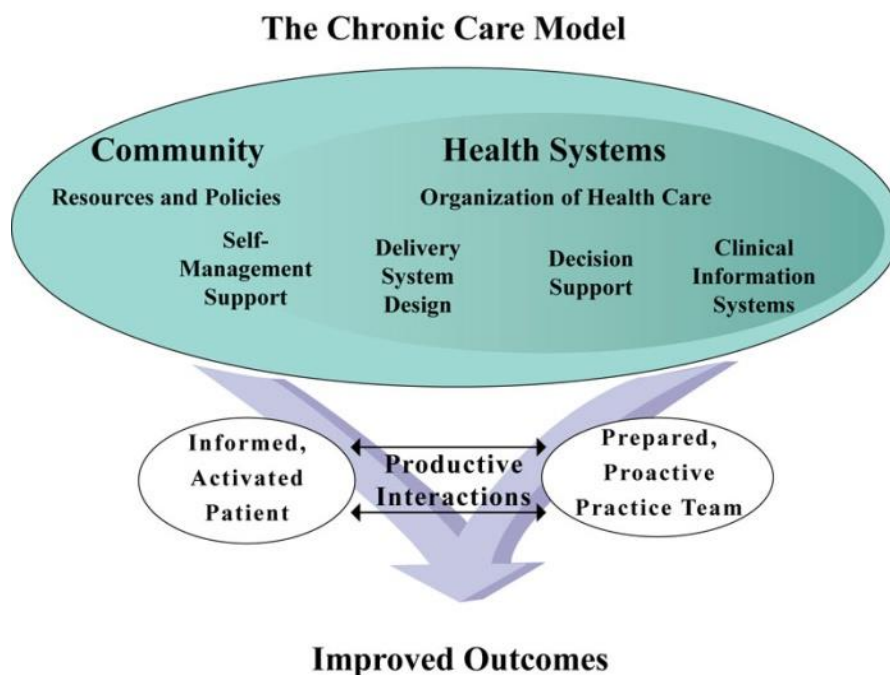 The Chronic Care Model
Community
Resources and Policies
Health Systems
Organization of Health Care
Self-
Management
Support
Delivery
System
Design
Decision
Support
Clinical
Information
Systems
Informed,
Activated
Patient
Productive
Interactions
Prepared,
Proactive
Practice Team
Improved Outcomes